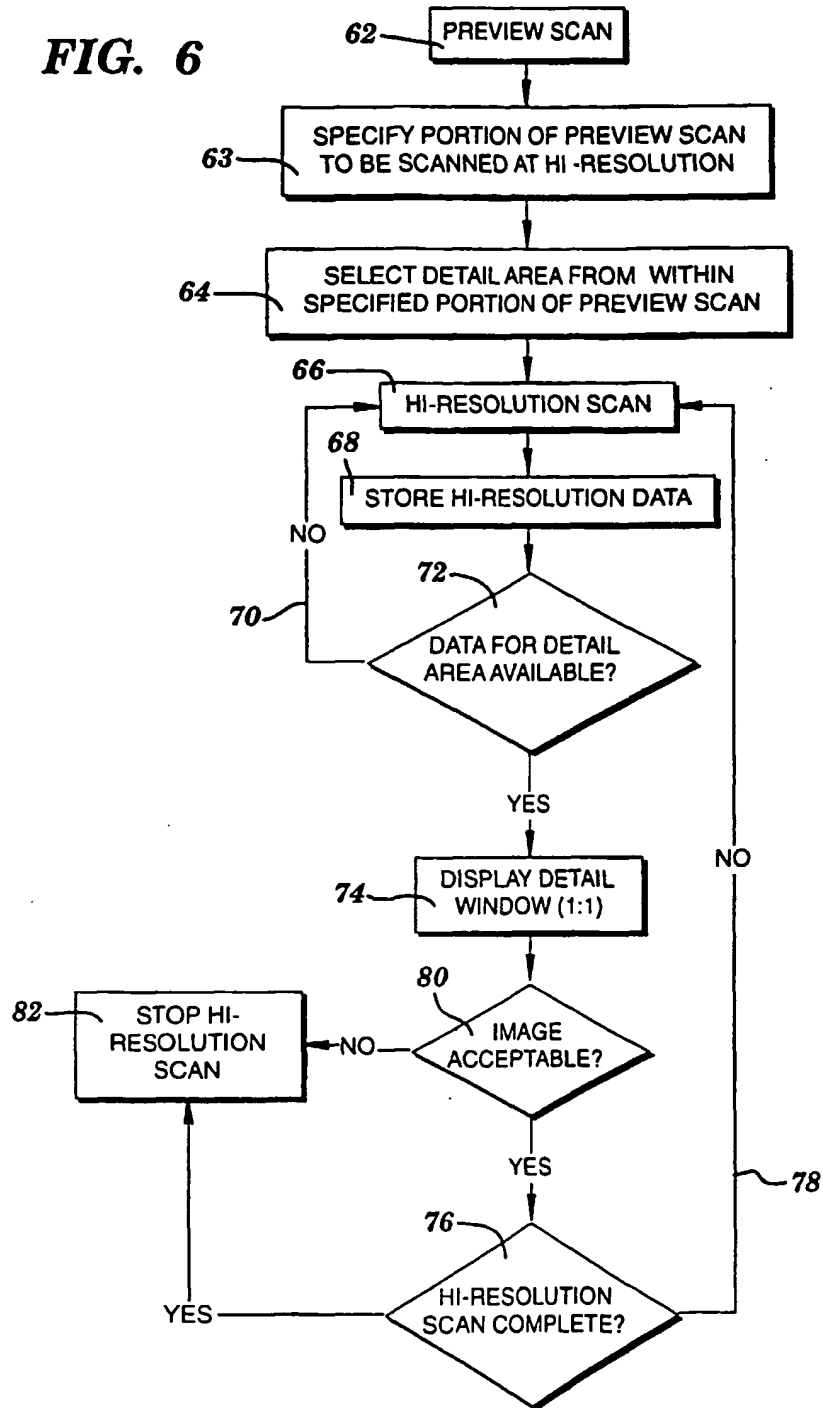 FIG. 6
62
PREVIEW SCAN
63
SPECIFY PORTION OF PREVIEW SCAN
TO BE SCANNED AT HI -RESOLUTION
64
SELECT DETAIL AREA FROM WITHIN
SPECIFIED PORTION OF PREVIEW SCAN
66
HI-RESOLUTION SCAN
68
STORE HI-RESOLUTION DATA
NO
70
72
DATA FOR DETAIL
AREA AVAILABLE?
YES
NO
74
DISPLAY DETAIL
WINDOW (1:1)
82
STOP HI-
RESOLUTION
SCAN
NO
80
IMAGE
ACCEPTABLE?
YES
78
76
HI-RESOLUTION
SCAN COMPLETE?
YES